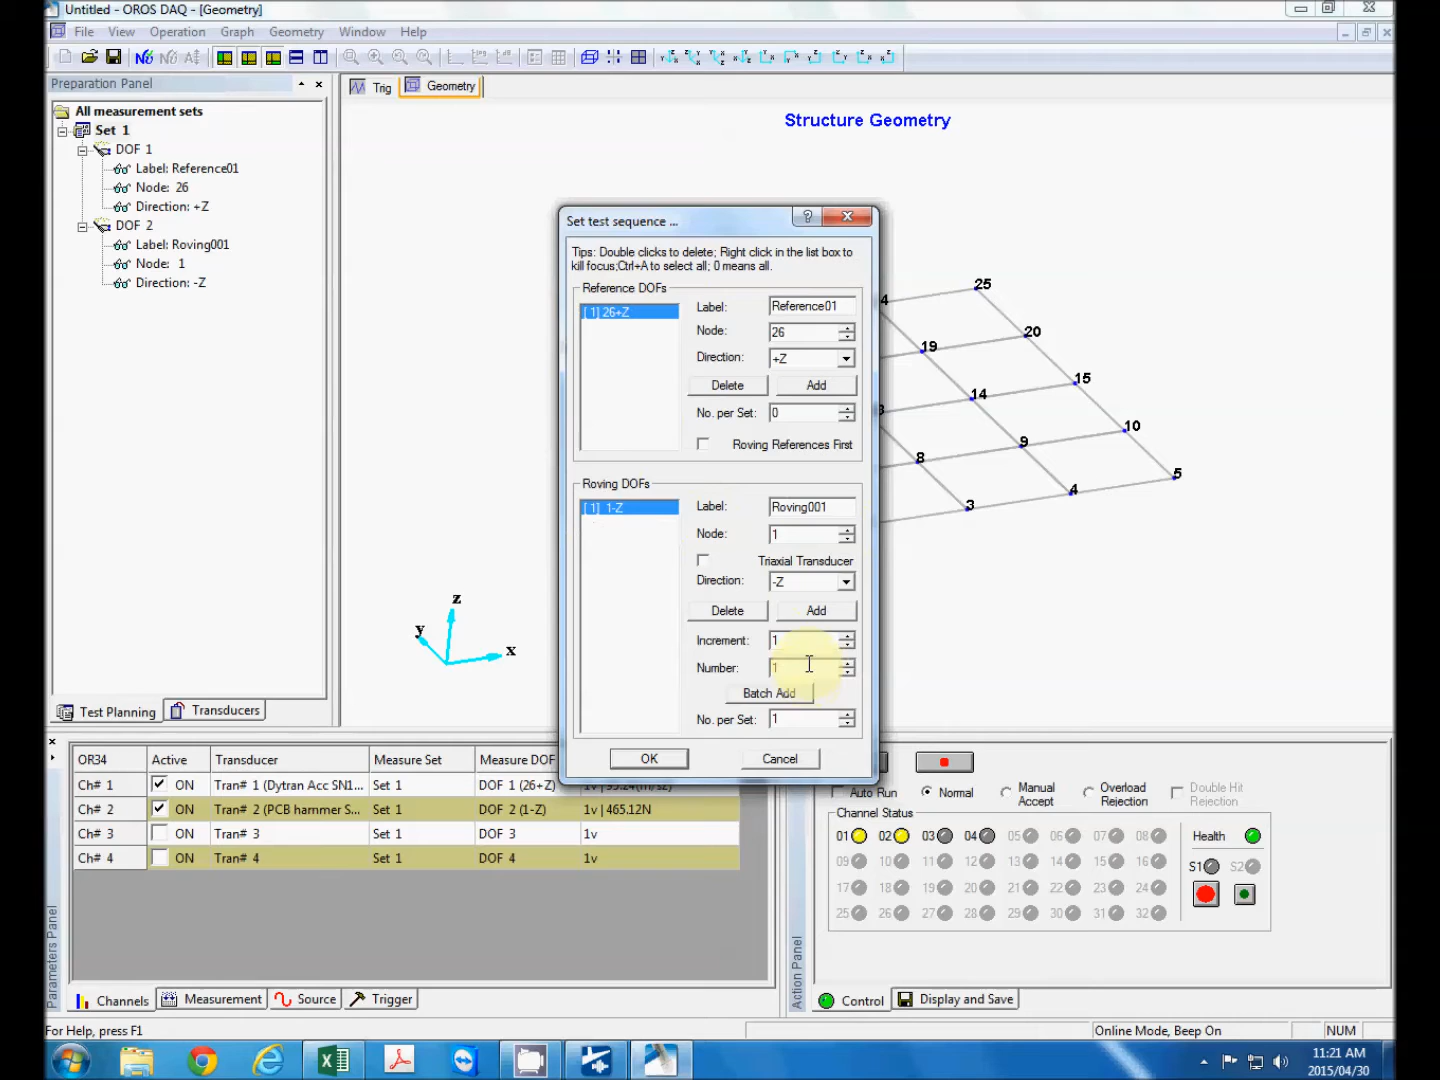 Untitled - OROS DAQ - [Geometry]
File View Operation Graph Geometry Window Help
Preparation Panel
All measurement sets
Set 1
DOF 1
Label: Reference01
Node: 26
Direction: +Z
DOF 2
Label: Roving001
Node: 1
Direction: -Z
Test Planning Transducers
Trig Geometry
Structure Geometry
25
20
19
15
14
10
9
8
5
4
3
z
y
x
Set test sequence ...
Tips: Double clicks to delete; Right click in the list box to
kill focus;Ctrl+A to select all; 0 means all.
Reference DOFs
[ 1] 26+Z
Label: Reference01
Node: 26
Direction: +Z
Delete Add
No. per Set: 0
Roving References First
Roving DOFs
[ 1] 1-Z
Label: Roving001
Node: 1
Triaxial Transducer
Direction: -Z
Delete Add
Increment: 1
Number: 1
Batch Add
No. per Set: 1
OK Cancel
OR34 Active Transducer Measure Set Measure DOF
Ch# 1 ON Tran# 1 (Dytran Acc SN1... Set 1 DOF 1 (26+Z)
Ch# 2 ON Tran# 2 (PCB hammer S... Set 1 DOF 2 (1-Z) 1v | 465.12N
Ch# 3 ON Tran# 3 Set 1 DOF 3 1v
Ch# 4 ON Tran# 4 Set 1 DOF 4 1v
Parameters Panel
Channels Measurement Source Trigger
Action Panel
Auto Run Normal Manual Accept Overload Rejection Double Hit Rejection
Channel Status
01 02 03 04 05 06 07 08
09 10 11 12 13 14 15 16
17 18 19 20 21 22 23 24
25 26 27 28 29 30 31 32
Health
S1 S2
Control Display and Save
For Help, press F1
Online Mode, Beep On NUM
11:21 AM
2015/04/30